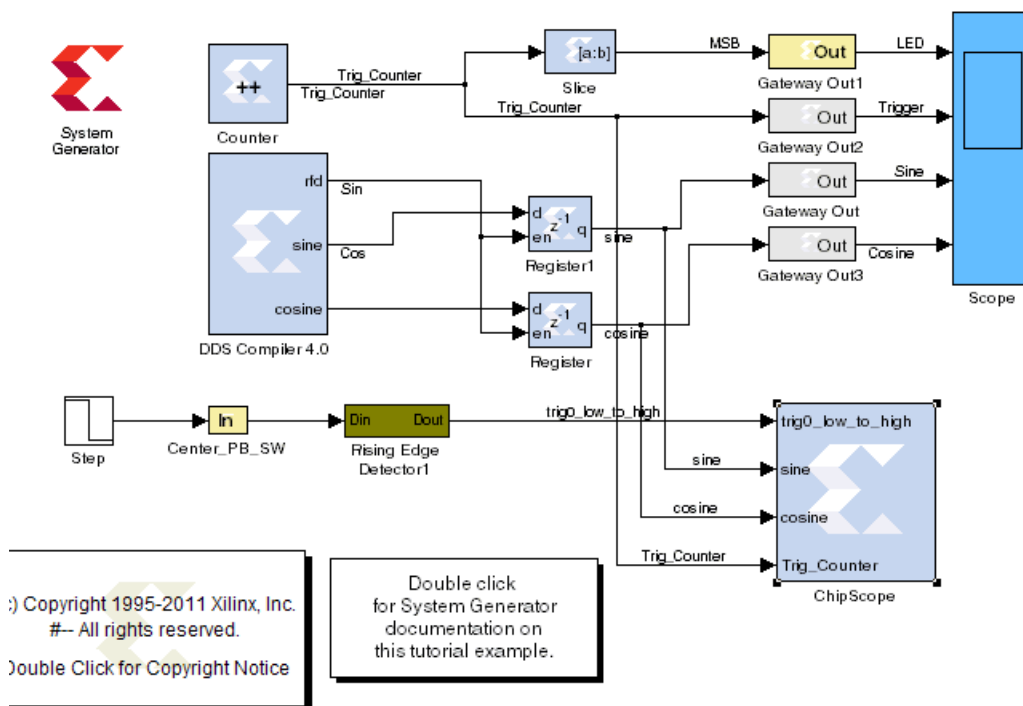 System
Generator
++
Counter
Trig_Counter
Trig_Counter
[a:b]
Slice
MSB
Out
Gateway Out1
LED
Trig_Counter
Out
Gateway Out2
Trigger
Out
Gateway Out
Sine
Out
Gateway Out3
Cosine
Scope
rfd
sine
cosine
DDS Compiler 4.0
Sin
Cos
d
en
z-1
q
Register1
sine
d
en
z-1
q
Register
cosine
Step
In
Center_PB_SW
Din
Dout
Rising Edge
Detector1
trig0_low_to_high
sine
cosine
Trig_Counter
trig0_low_to_high
sine
cosine
Trig_Counter
ChipScope
c) Copyright 1995-2011 Xilinx, Inc.
#-- All rights reserved.
Double Click for Copyright Notice
Double click
for System Generator
documentation on
this tutorial example.